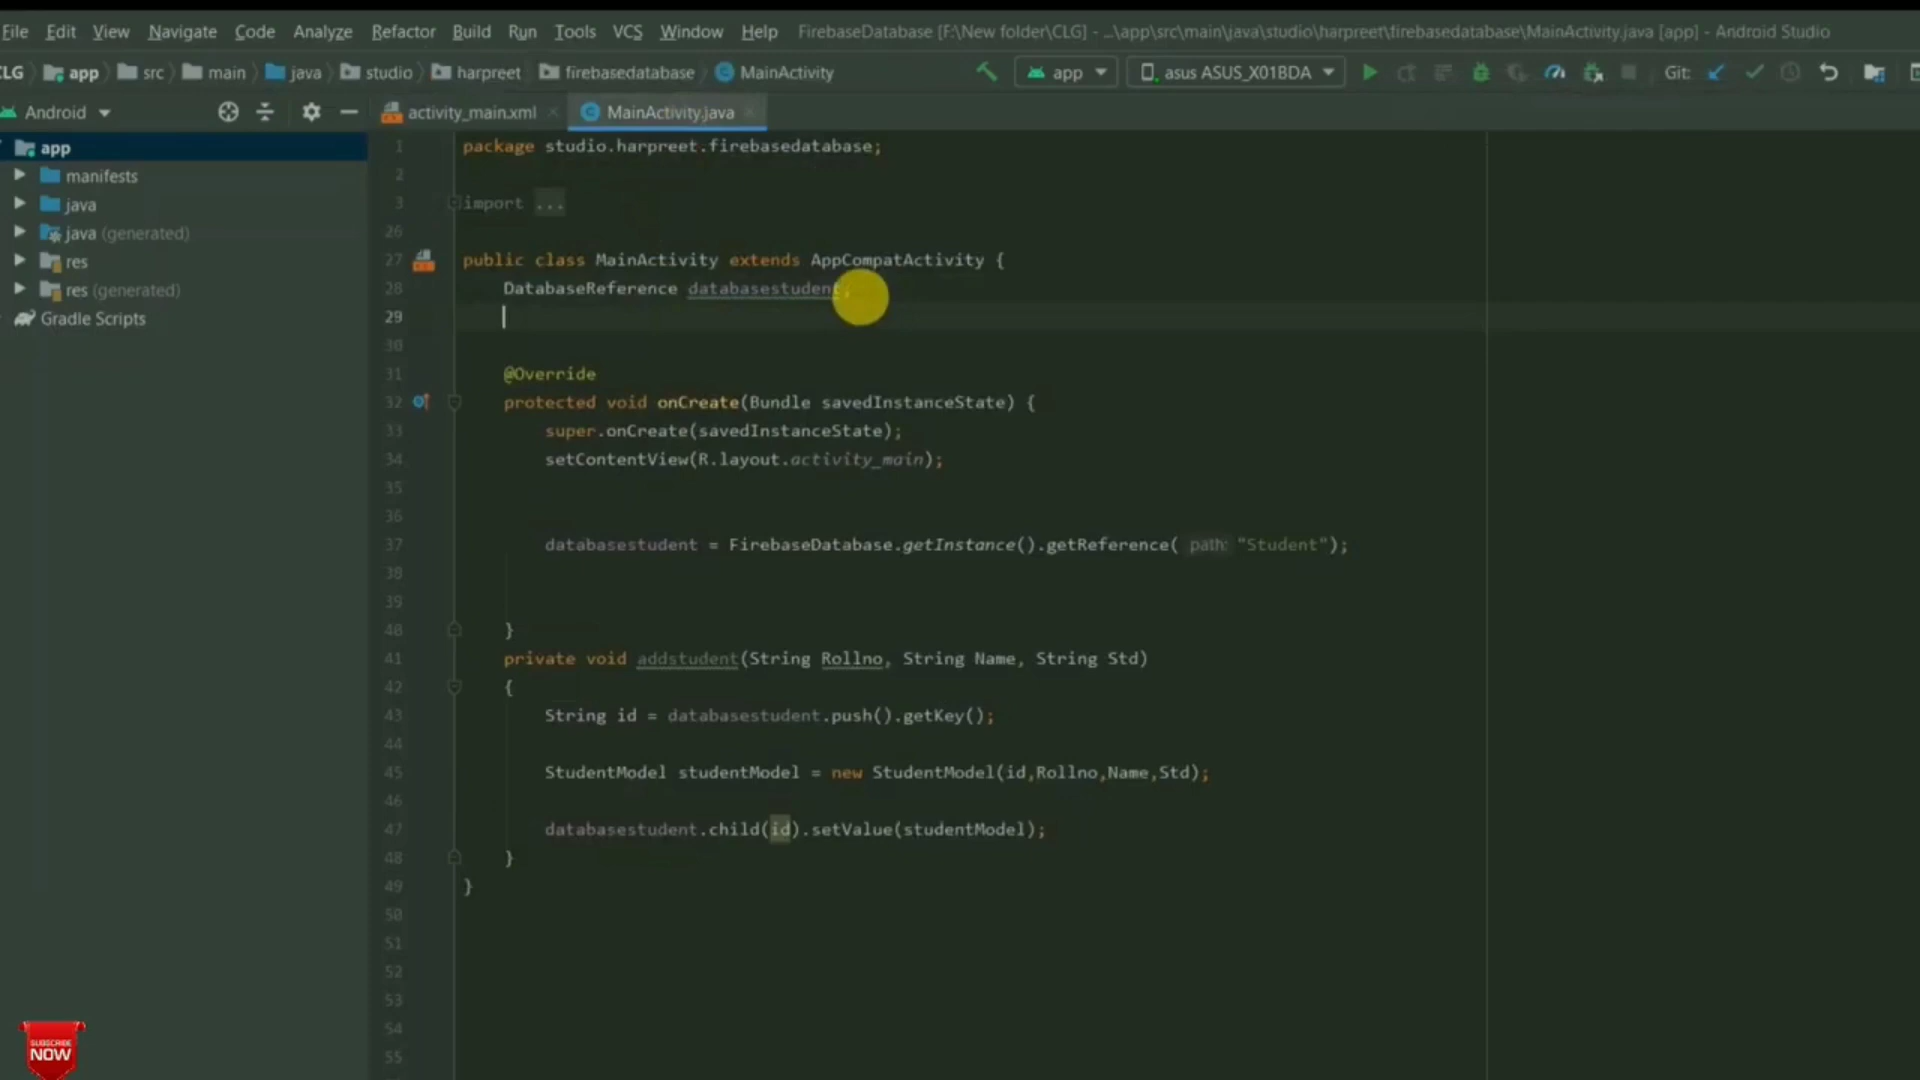 File Edit View Navigate Code Analyze Refactor Build Run Tools VCS Window Help FirebaseDatabase [F:\New folder\CLG] - ...\app\src\main\java\studio\harpreet\firebasedatabase\MainActivity.java [app] - Android Studio
CLG app src main java studio harpreet firebasedatabase MainActivity app asus ASUS_X01BDA Git:
Android activity_main.xml MainActivity.java
app
manifests
java
java (generated)
res
res (generated)
Gradle Scripts
1 package studio.harpreet.firebasedatabase;
2
3 import ...
26
27 public class MainActivity extends AppCompatActivity {
28 DatabaseReference databasestudent;
29
30
31 @Override
32 protected void onCreate(Bundle savedInstanceState) {
33 super.onCreate(savedInstanceState);
34 setContentView(R.layout.activity_main);
35
36
37 databasestudent = FirebaseDatabase.getInstance().getReference( path: "Student");
38
39
40 }
41 private void addstudent(String Rollno, String Name, String Std)
42 {
43 String id = databasestudent.push().getKey();
44
45 StudentModel studentModel = new StudentModel(id,Rollno,Name,Std);
46
47 databasestudent.child(id).setValue(studentModel);
48 }
49 }
50
51
52
53
54
55
SUBSCRIBE
NOW